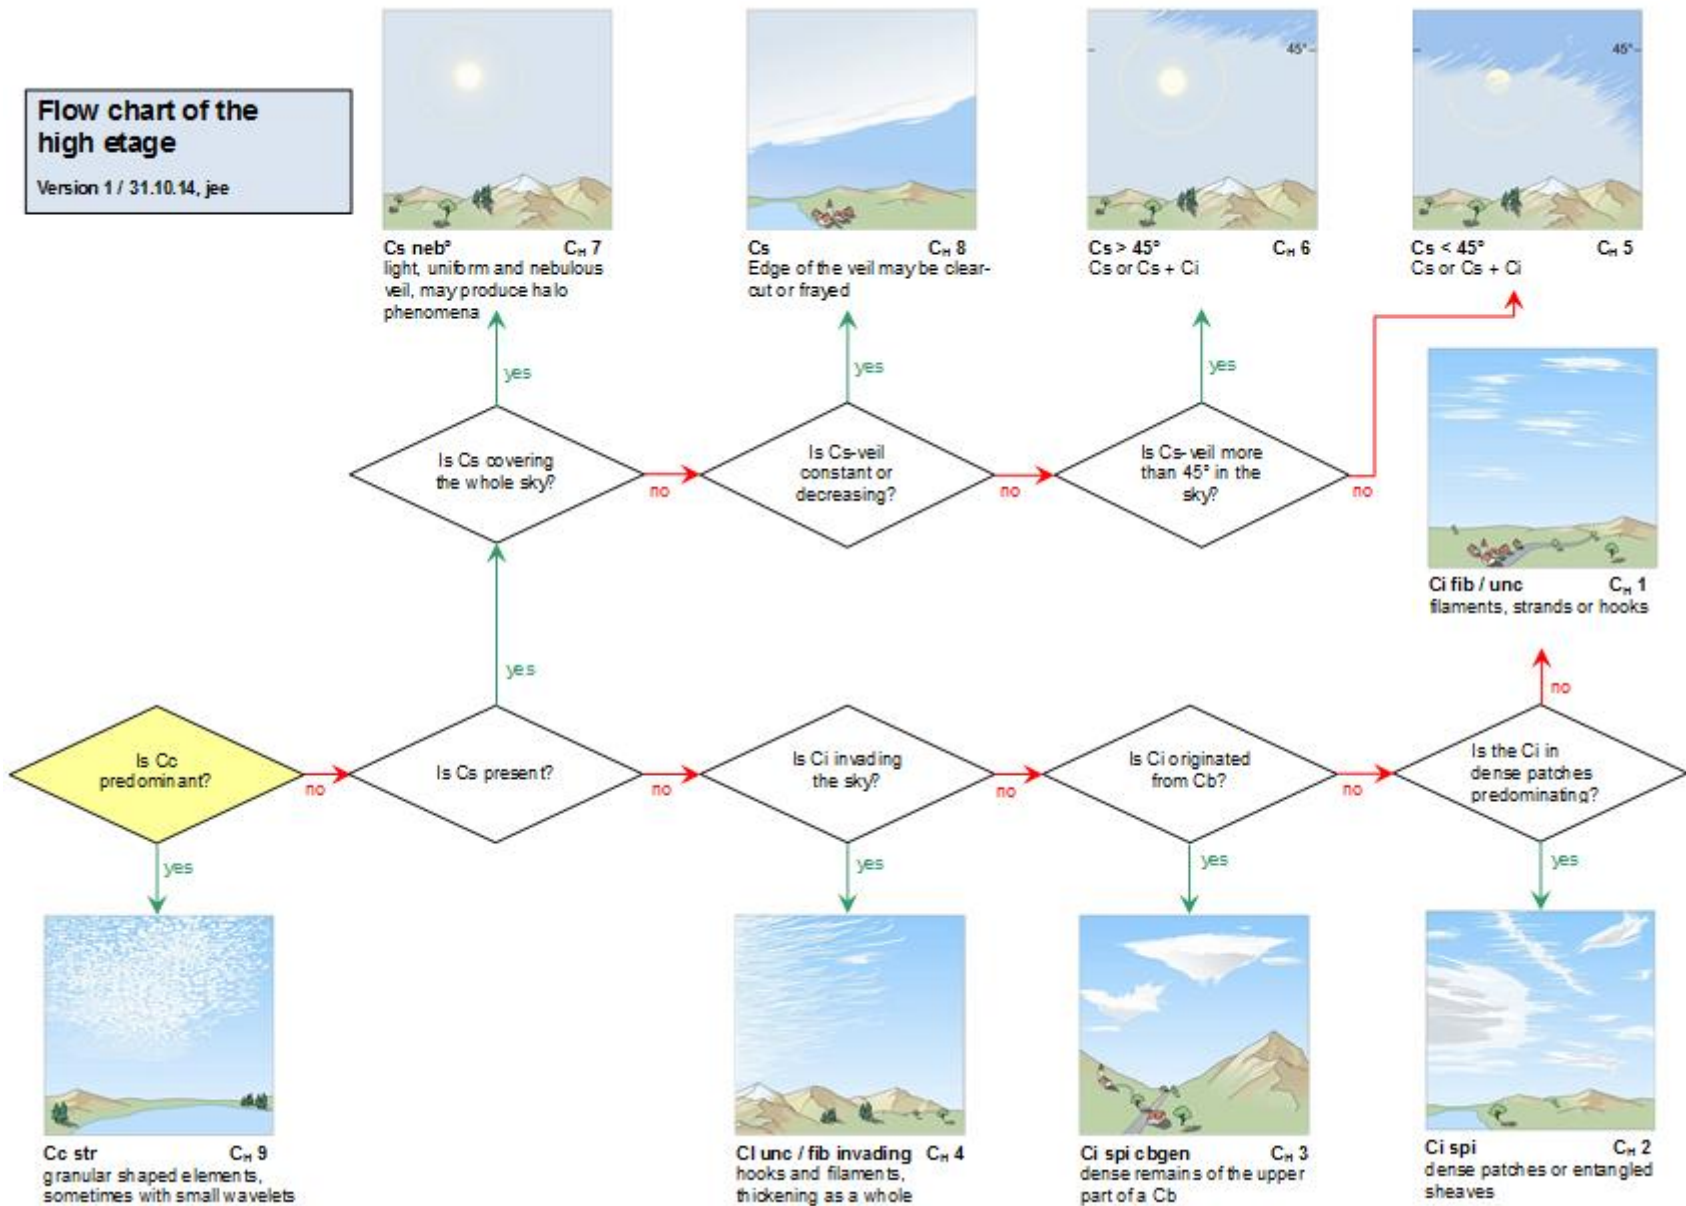 Flow chart of the
high etage
Version 1 / 31.10.14, jee
45°
45°
Cs neb° CH 7
light, uniform and nebulous
veil, may produce halo
phenomena
Cs CH 8
Edge of the veil may be clear-
cut or frayed
Cs > 45° CH 6
Cs or Cs + Ci
Cs < 45° CH 5
Cs or Cs + Ci
yes
yes
yes
Is Cs covering
the whole sky?
no
Is Cs-veil
constant or
decreasing?
no
Is Cs-veil more
than 45° in the
sky?
no
Ci fib / unc CH 1
filaments, strands or hooks
yes
no
Is Cc
predominant?
no
Is Cs present?
no
Is Ci invading
the sky?
no
Is Ci originated
from Cb?
no
Is the Ci in
dense patches
predominating?
yes
yes
yes
yes
Cc str CH 9
granular shaped elements,
sometimes with small wavelets
CI unc / fib invading CH 4
hooks and filaments,
thickening as a whole
Ci spi cbgen CH 3
dense remains of the upper
part of a Cb
Ci spi CH 2
dense patches or entangled
sheaves